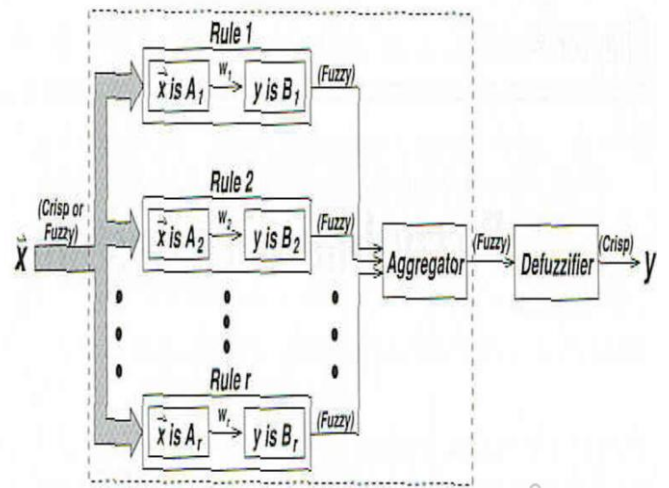 Rule 1
x⃗ is A₁
w₁
y is B₁
(Fuzzy)
Rule 2
x⃗ is A₂
w₂
y is B₂
(Fuzzy)
(Crisp or
Fuzzy)
x⃗
Aggregator
(Fuzzy)
Defuzzifier
(Crisp)
y
Rule r
x⃗ is Aᵣ
wᵣ
y is Bᵣ
(Fuzzy)